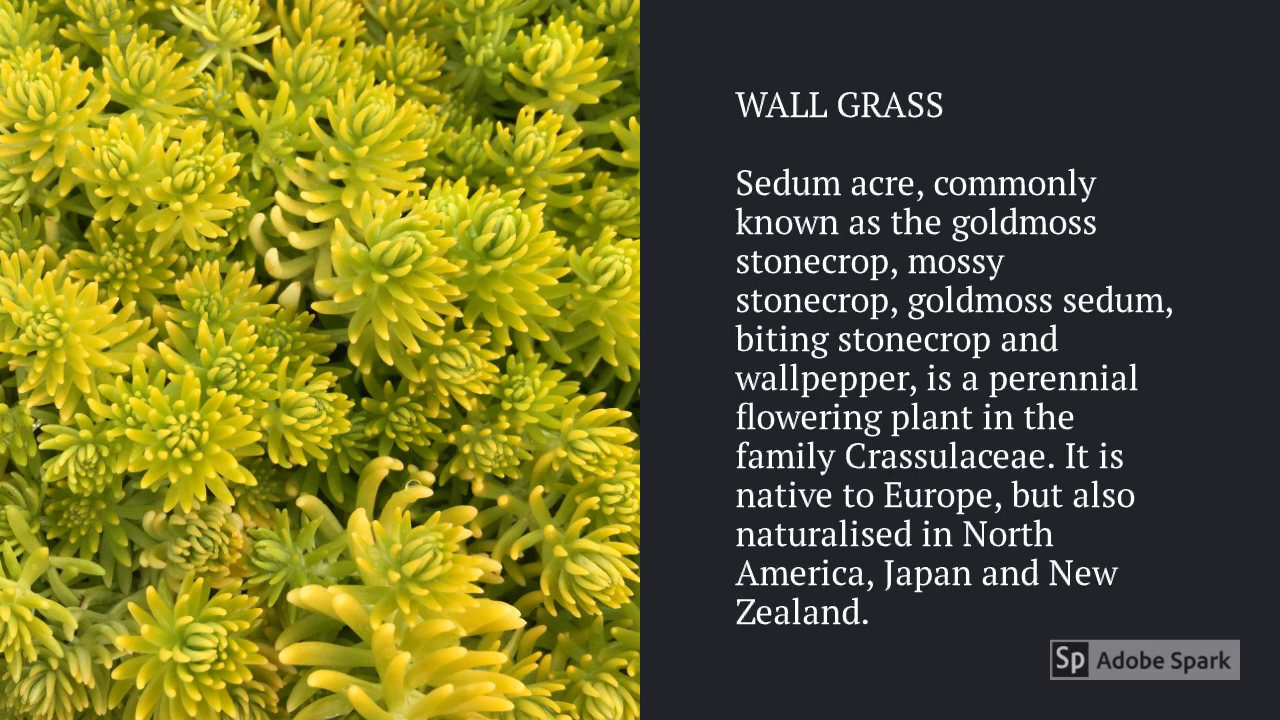 WALL GRASS
Sedum acre, commonly
known as the goldmoss
stonecrop, mossy
stonecrop, goldmoss sedum,
biting stonecrop and
wallpepper, is a perennial
flowering plant in the
family Crassulaceae. It is
native to Europe, but also
naturalised in North
America, Japan and New
Zealand.
Sp Adobe Spark